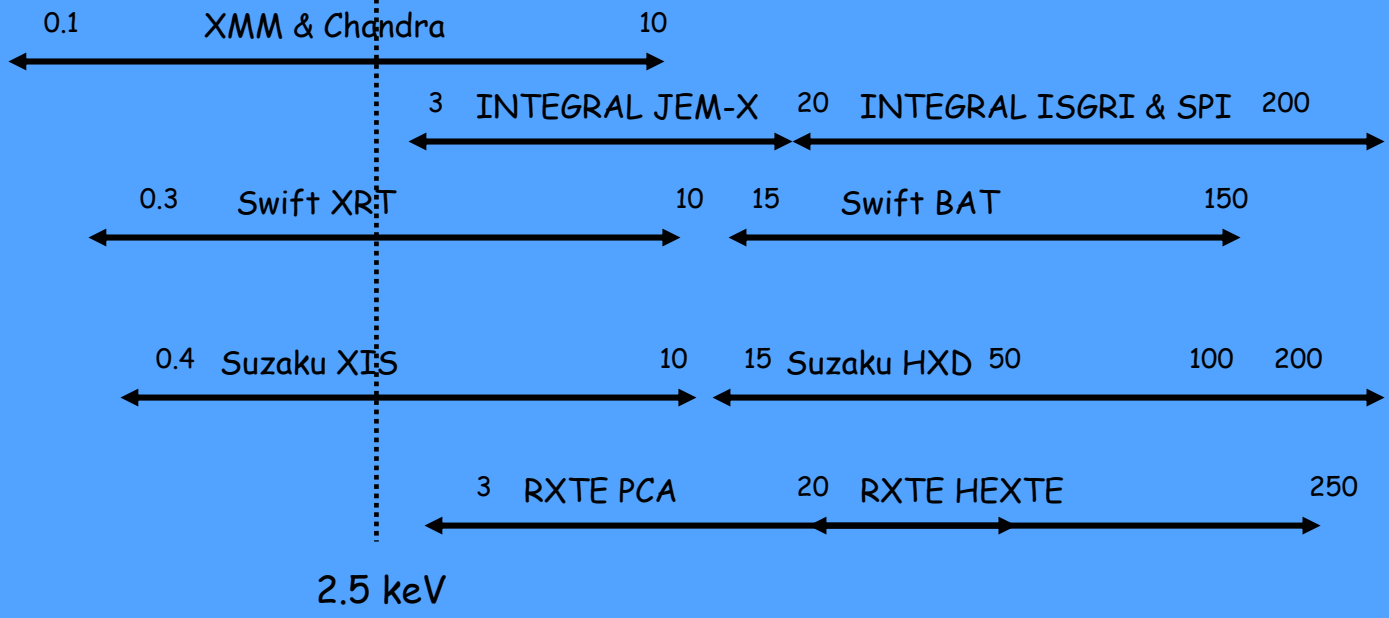 0.1 XMM & Chandra 10
3 INTEGRAL JEM-X 20 INTEGRAL ISGRI & SPI 200
0.3 Swift XRT 10 15 Swift BAT 150
0.4 Suzaku XIS 10 15 Suzaku HXD 50 100 200
3 RXTE PCA 20 RXTE HEXTE 250
2.5 keV